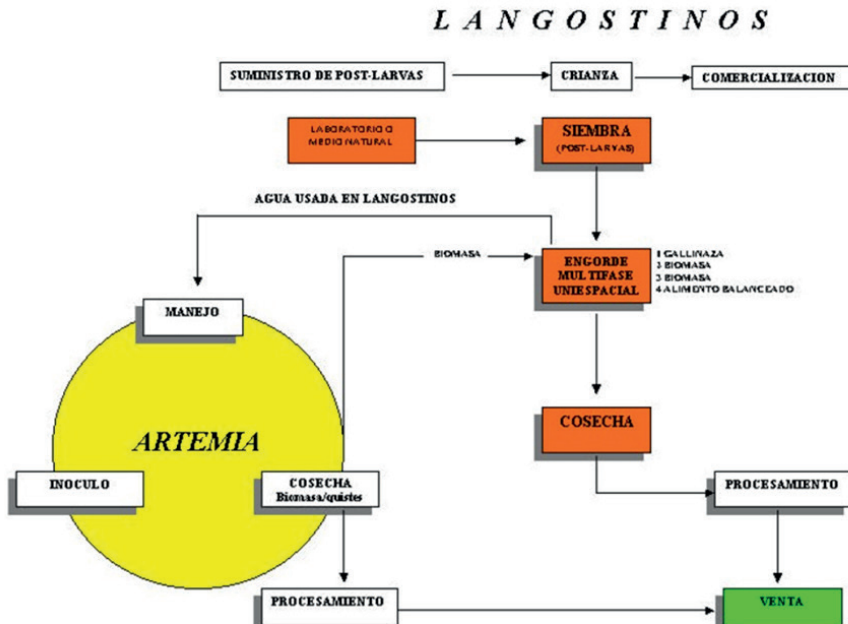 LANGOSTINOS
SUMINISTRO DE POST-LARVAS
CRIANZA
COMERCIALIZACION
LABORATORIO O
MEDIO NATURAL
SIEMBRA
(POST-LARVAS)
AGUA USADA EN LANGOSTINOS
BIOMASA
ENGORDE
MULTIFASE
UNIESPACIAL
1 GALLINAZA
2 BIOMASA
3 BIOMASA
4 ALIMENTO BALANCEADO
MANEJO
ARTEMIA
COSECHA
INOCULO
COSECHA
Biomasa/quistes
PROCESAMIENTO
PROCESAMIENTO
VENTA